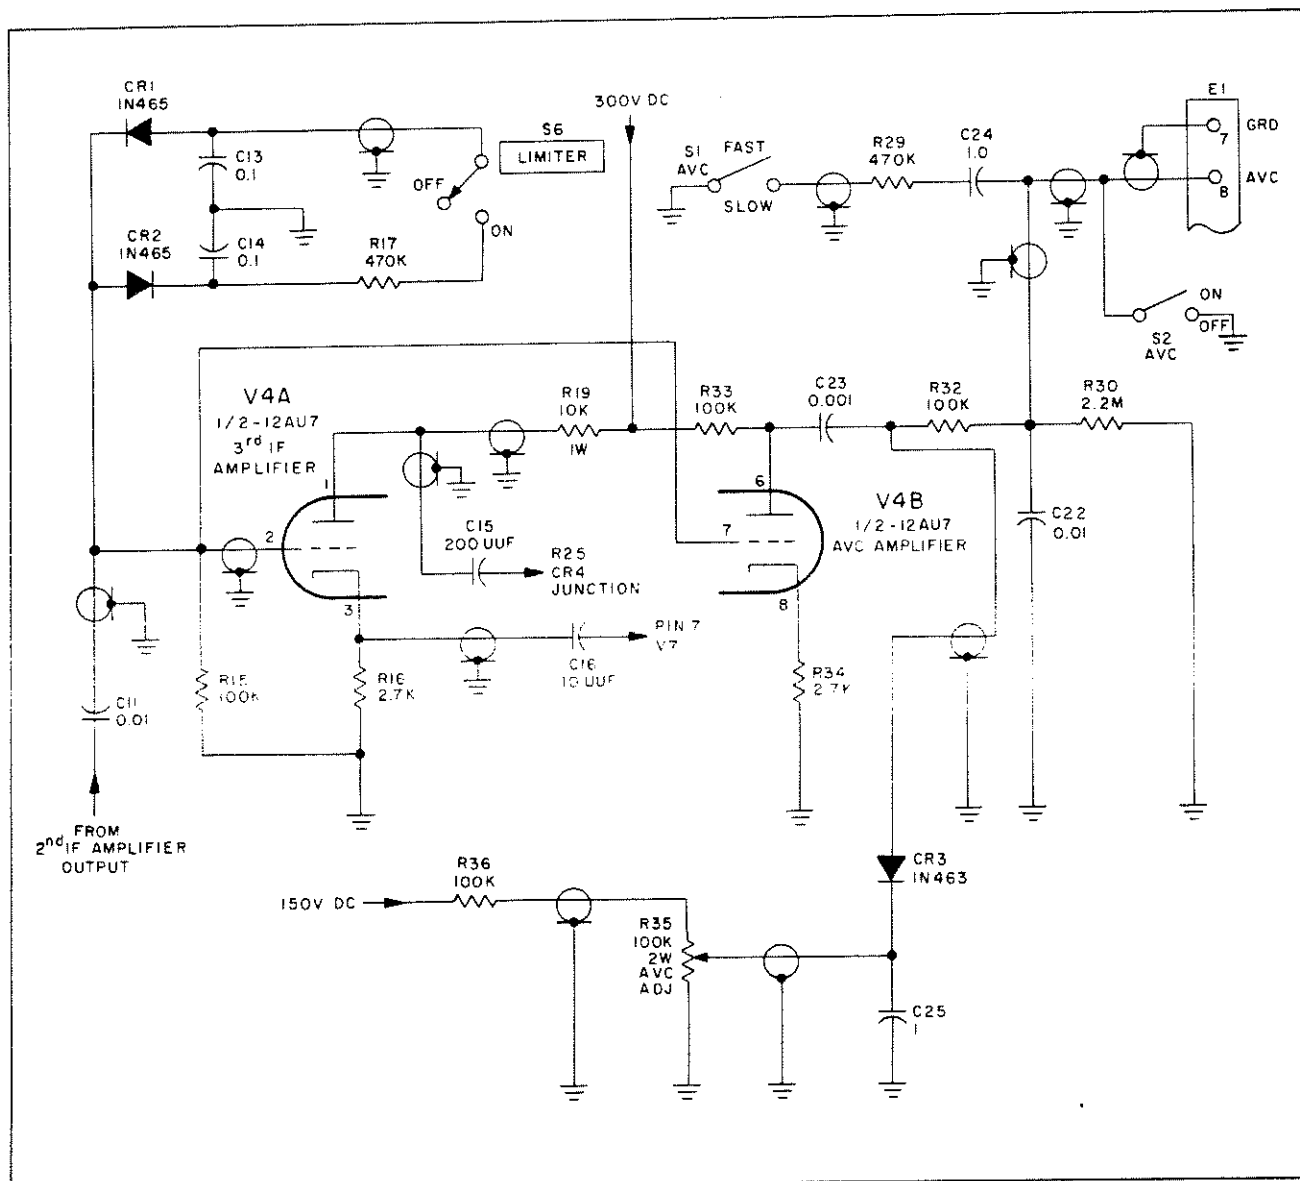 CR1
IN465
C13
0.1
CR2
IN465
C14
0.1
R17
470K
S6
LIMITER
OFF
ON
300V DC
S1
AVC
FAST
SLOW
R29
470K
C24
1.0
E1
7
GRD
8
AVC
ON
OFF
S2
AVC
V4A
1/2-12AU7
3rd IF
AMPLIFIER
1
2
3
R19
10K
1W
R33
100K
C23
0.001
R32
100K
R30
2.2M
C15
200 UUF
R25
CR4
JUNCTION
6
7
8
V4B
1/2-12AU7
AVC AMPLIFIER
C22
0.01
C16
10 UUF
PIN 7
V7
R15
100K
R16
2.7K
R34
2.7K
C11
0.01
FROM
2nd IF AMPLIFIER
OUTPUT
CR3
IN463
150V DC
R36
100K
R35
100K
2W
AVC
ADJ
C25
1